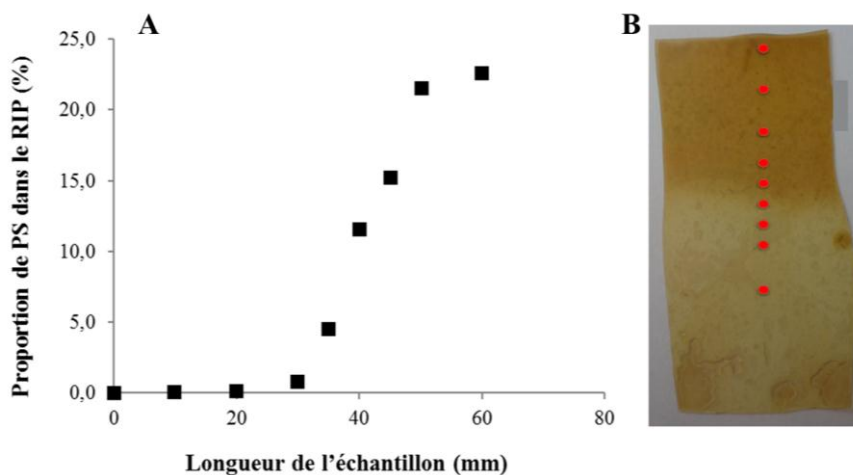 A
B
Proportion de PS dans le RIP (%)
25,0
20,0
15,0
10,0
5,0
0,0
0
20
40
60
80
Longueur de l’échantillon (mm)